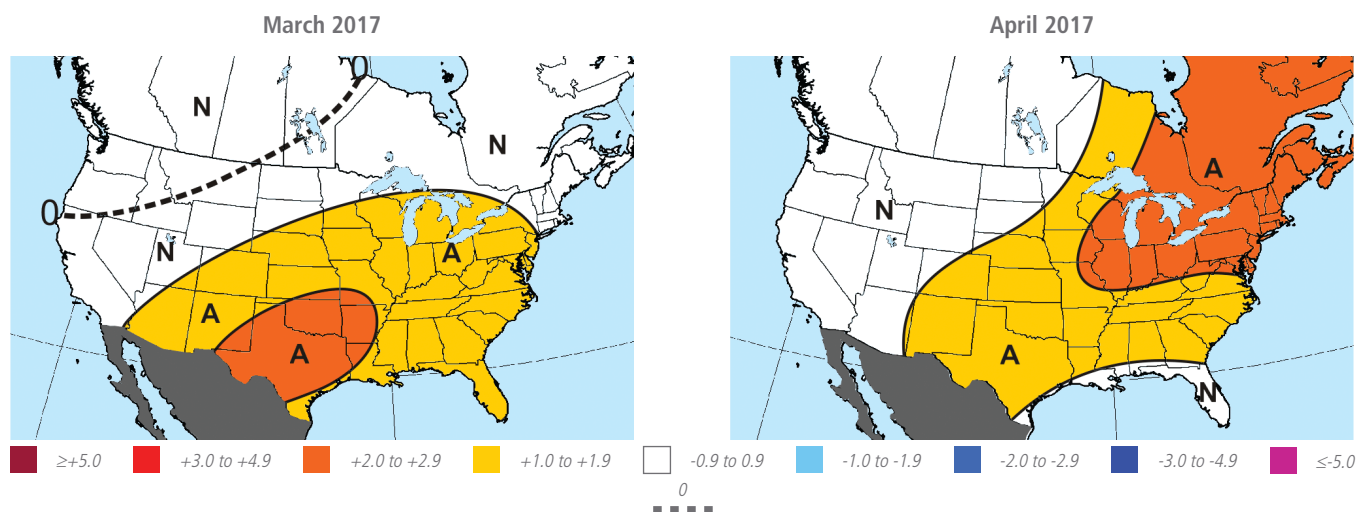 March 2017
April 2017
0
N
N
0
N
A
A
A
A
N
A
N
≥+5.0
+3.0 to +4.9
+2.0 to +2.9
+1.0 to +1.9
-0.9 to 0.9
-1.0 to -1.9
-2.0 to -2.9
-3.0 to -4.9
≤-5.0
0